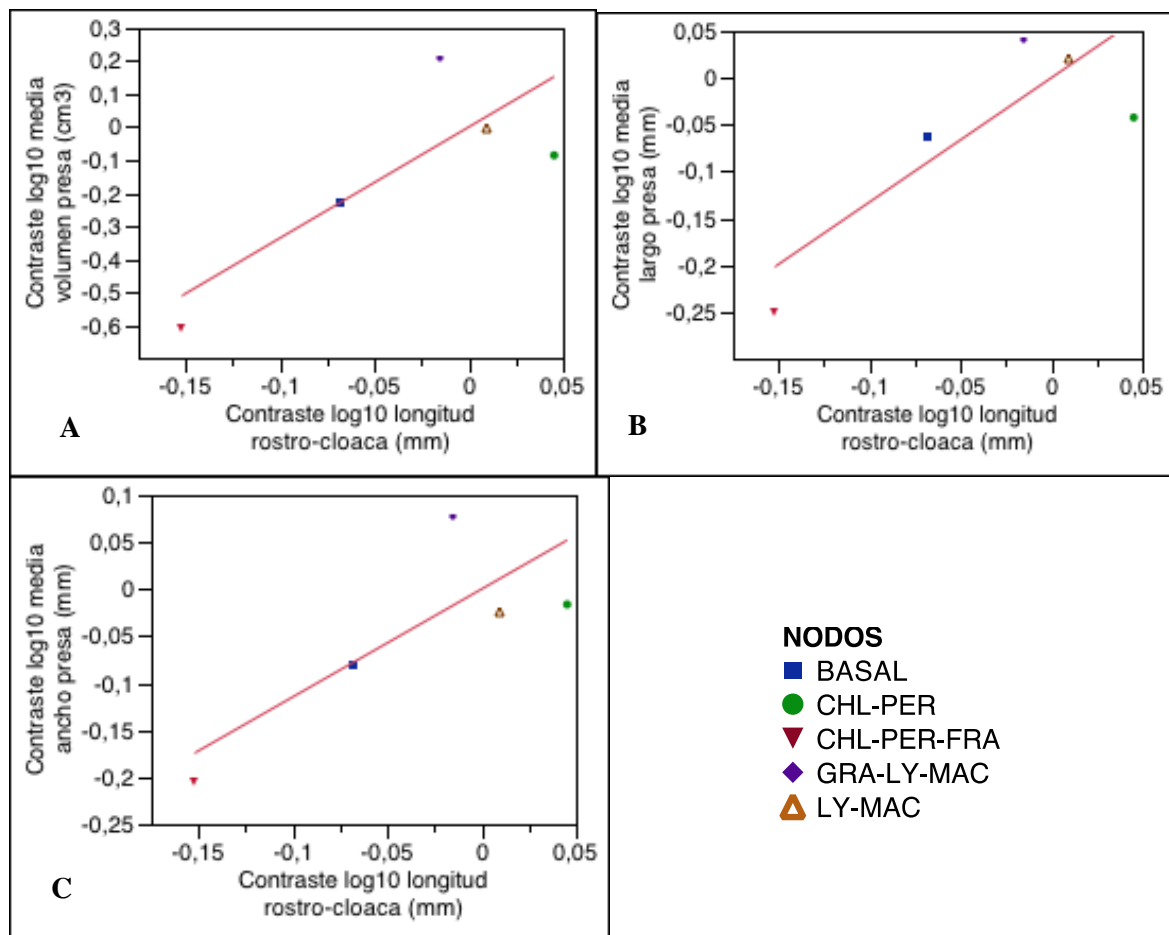 0,3
0,2
0,1
0
-0,1
-0,2
-0,3
-0,4
-0,5
-0,6
Contraste log10 media
volumen presa (cm3)
-0,15
-0,1
-0,05
0
0,05
Contraste log10 longitud
rostro-cloaca (mm)
A
0,05
0
-0,05
-0,1
-0,15
-0,2
-0,25
Contraste log10 media
largo presa (mm)
-0,15
-0,1
-0,05
0
0,05
Contraste log10 longitud
rostro-cloaca (mm)
B
0,1
0,05
0
-0,05
-0,1
-0,15
-0,2
-0,25
Contraste log10 media
ancho presa (mm)
-0,15
-0,1
-0,05
0
0,05
Contraste log10 longitud
rostro-cloaca (mm)
C
NODOS
BASAL
CHL-PER
CHL-PER-FRA
GRA-LY-MAC
LY-MAC